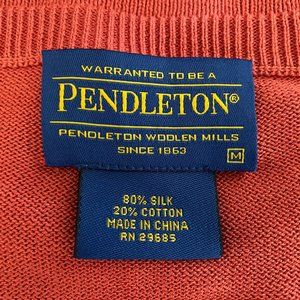 WARRANTED TO BE A
PENDLETON®
PENDLETON WOOLEN MILLS
SINCE 1863
M
80% SILK
20% COTTON
MADE IN CHINA
RN 29685